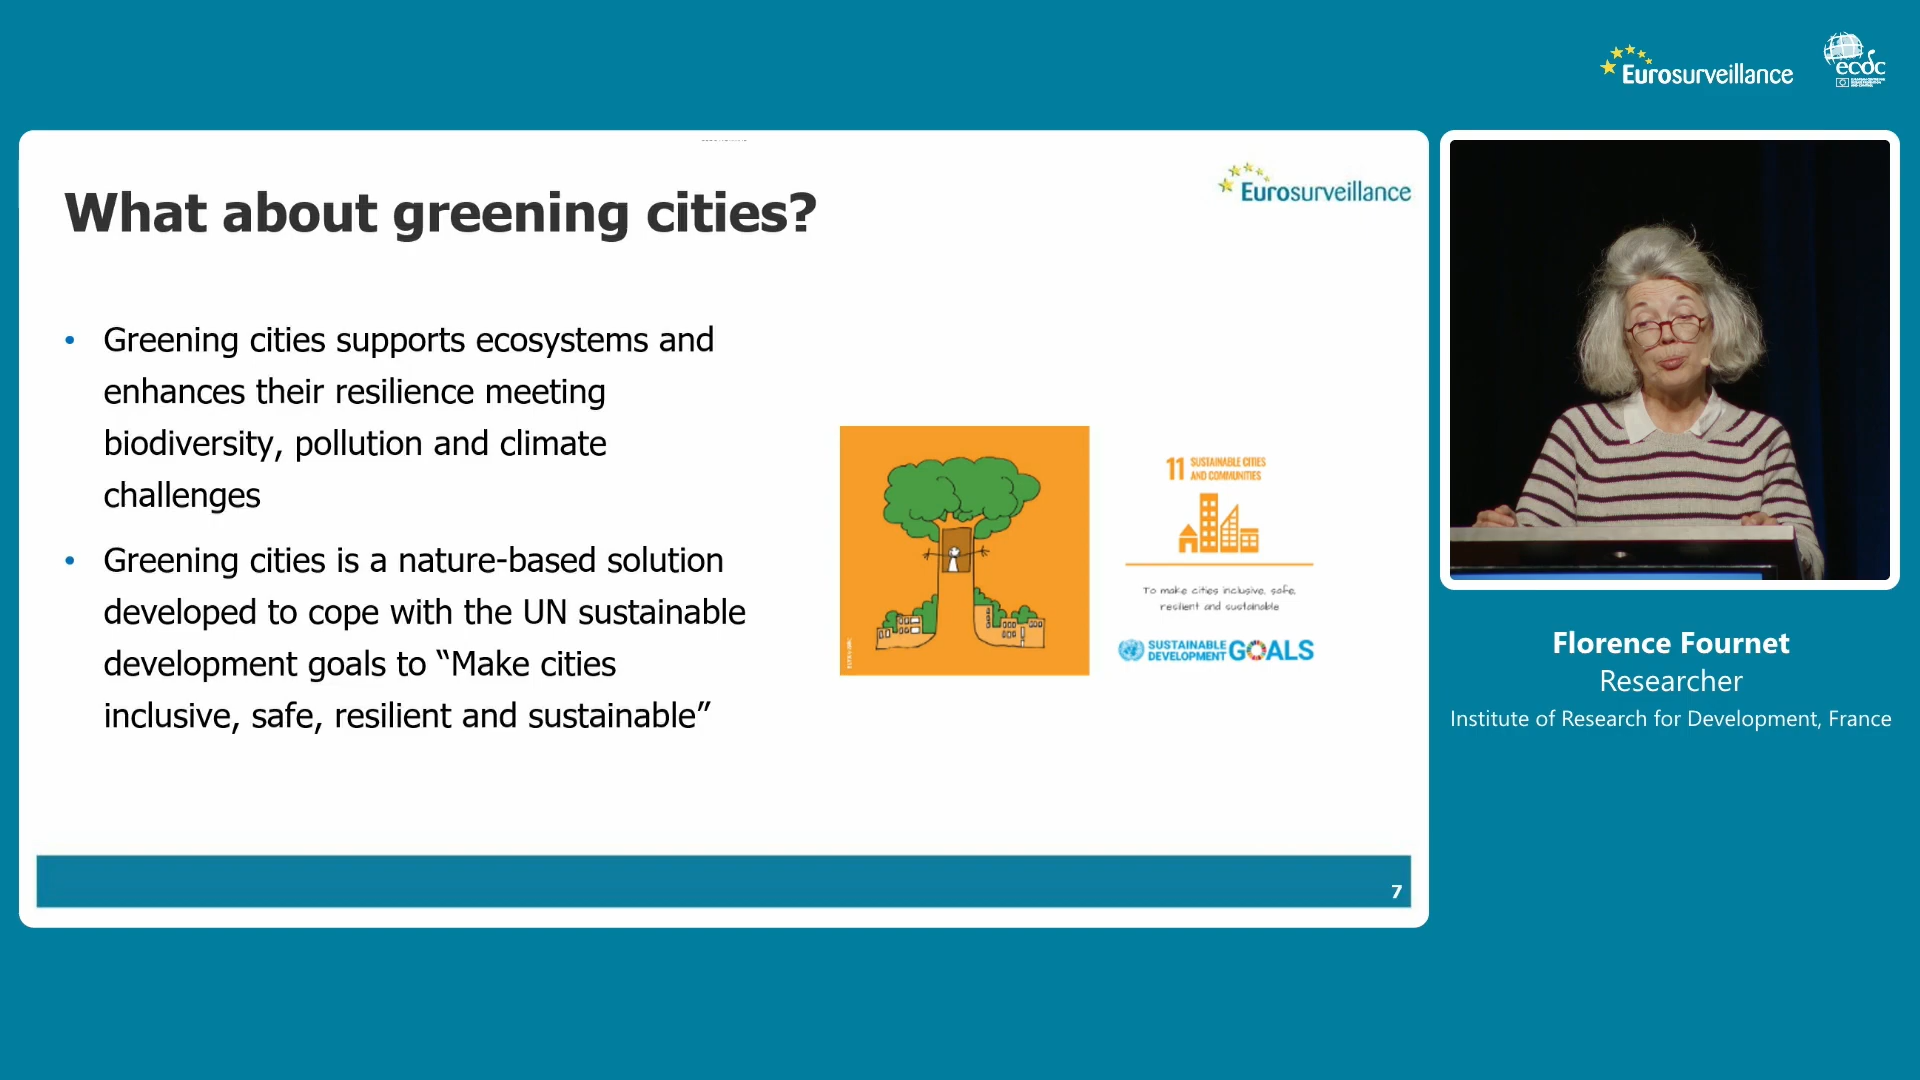 Eurosurveillance
ecdc
Eurosurveillance
What about greening cities?
• Greening cities supports ecosystems and
enhances their resilience meeting
biodiversity, pollution and climate
challenges
• Greening cities is a nature-based solution
developed to cope with the UN sustainable
development goals to “Make cities
inclusive, safe, resilient and sustainable”
11 SUSTAINABLE CITIES
AND COMMUNITIES
To make cities inclusive, safe,
resilient and sustainable
SUSTAINABLE
DEVELOPMENT GOALS
7
Florence Fournet
Researcher
Institute of Research for Development, France